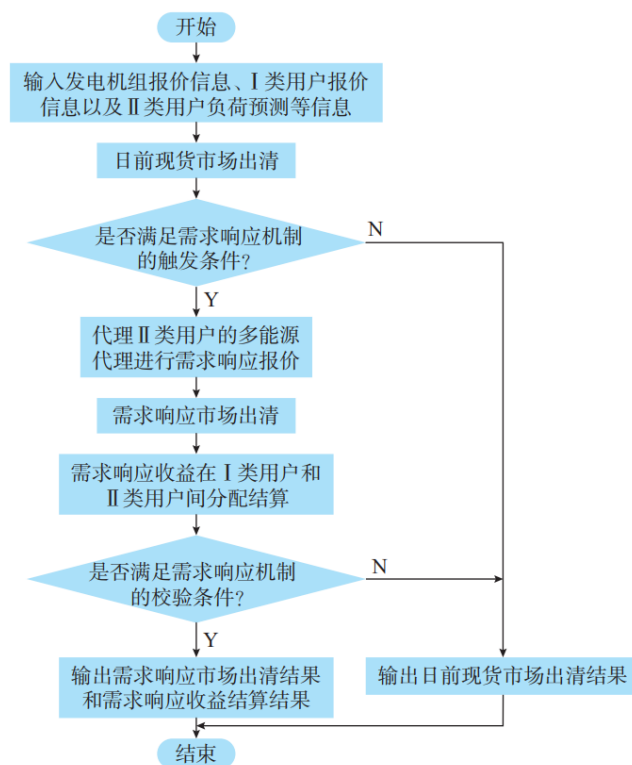 开始
输入发电机组报价信息、Ⅰ类用户报价
信息以及Ⅱ类用户负荷预测等信息
日前现货市场出清
是否满足需求响应机制
的触发条件?
N
Y
代理Ⅱ类用户的多能源
代理进行需求响应报价
需求响应市场出清
需求响应收益在Ⅰ类用户和
Ⅱ类用户间分配结算
是否满足需求响应机制
的校验条件?
N
Y
输出需求响应市场出清结果
和需求响应收益结算结果
输出日前现货市场出清结果
结束